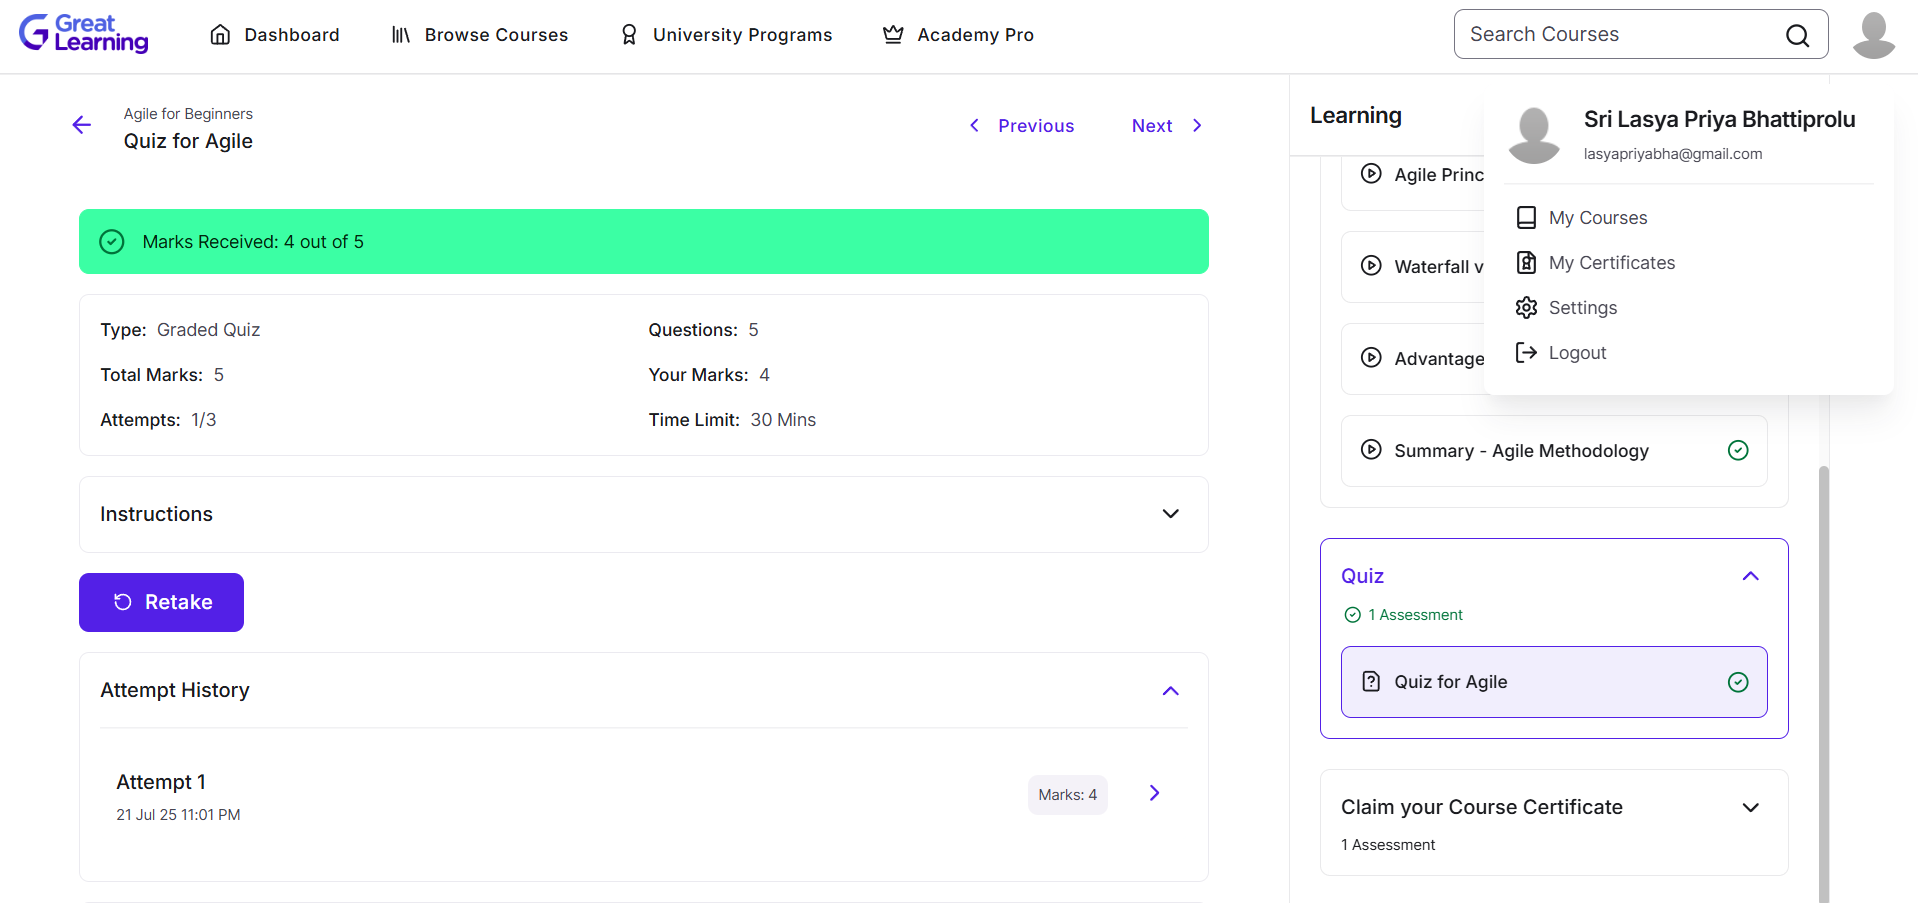 Great Learning
Dashboard
Browse Courses
University Programs
Academy Pro
Search Courses
Agile for Beginners
Quiz for Agile
Previous
Next
Marks Received: 4 out of 5
Type: Graded Quiz
Questions: 5
Total Marks: 5
Your Marks: 4
Attempts: 1/3
Time Limit: 30 Mins
Instructions
Retake
Attempt History
Attempt 1
21 Jul 25 11:01 PM
Marks: 4
Learning
Agile Princ
Waterfall v
Advantage
Summary - Agile Methodology
Quiz
1 Assessment
Quiz for Agile
Claim your Course Certificate
1 Assessment
Sri Lasya Priya Bhattiprolu
lasyapriyabha@gmail.com
My Courses
My Certificates
Settings
Logout